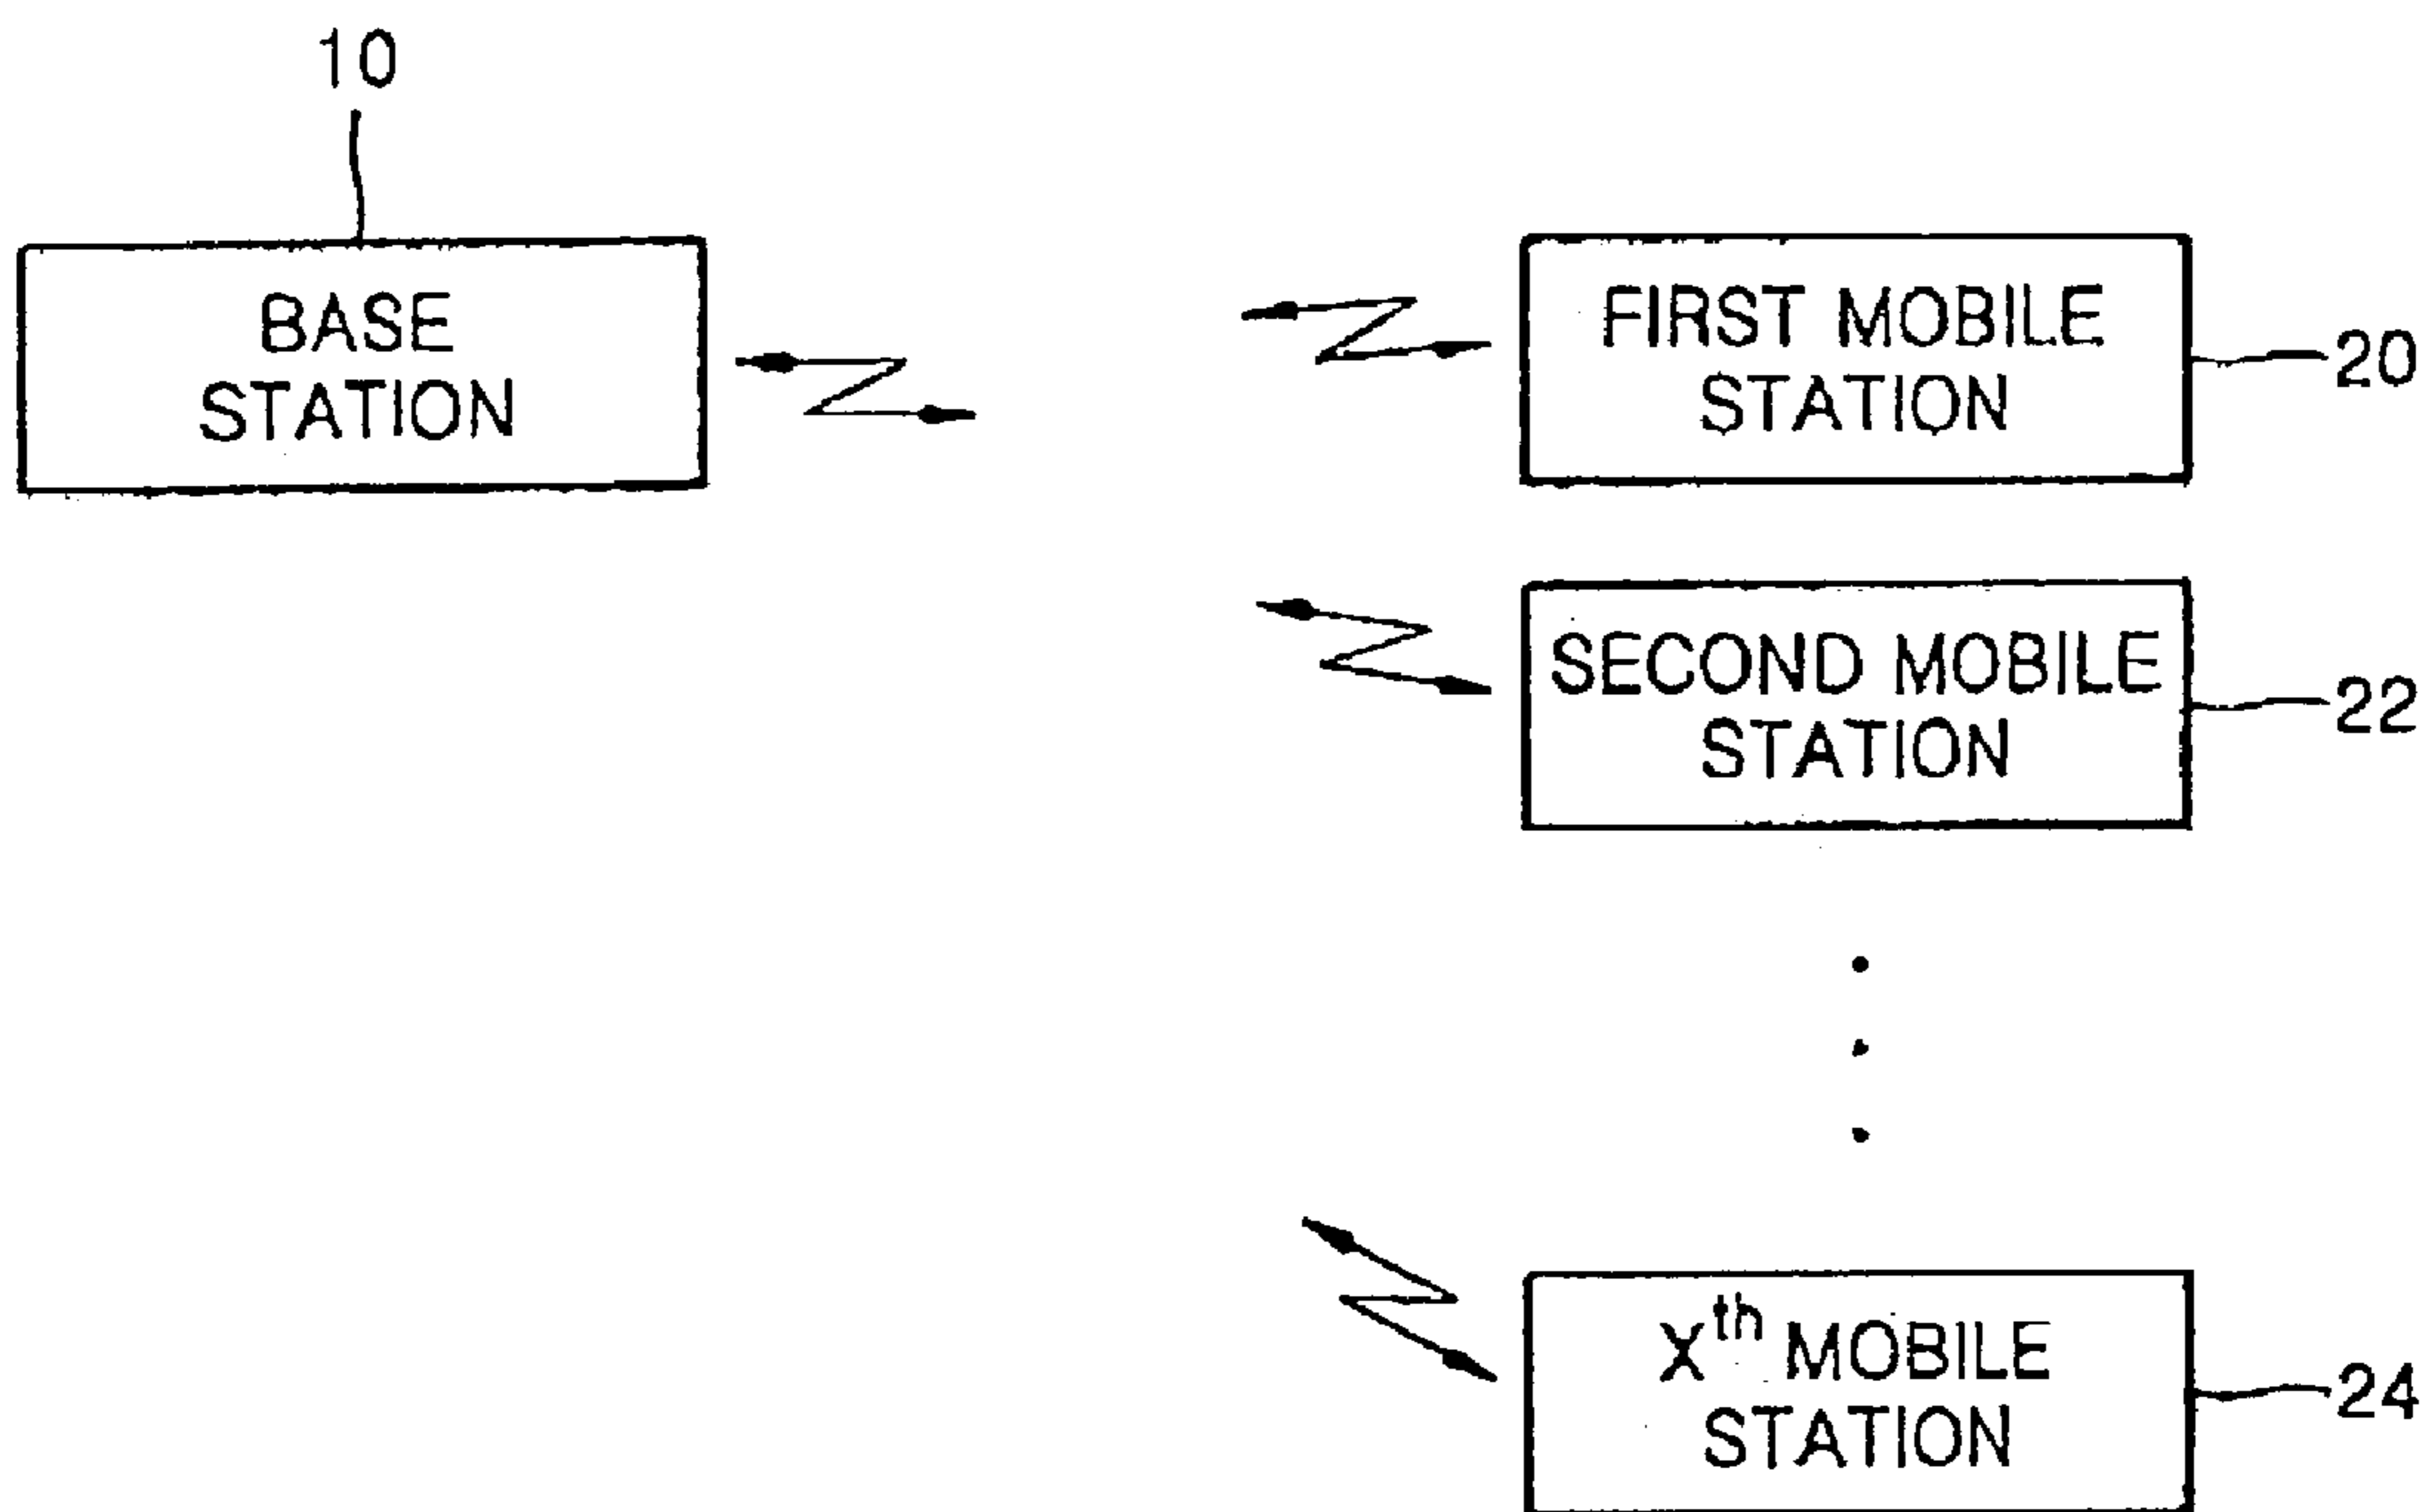 10
BASE
STATION
FIRST MOBILE
STATION
20
SECOND MOBILE
STATION
22
Xth MOBILE
STATION
24